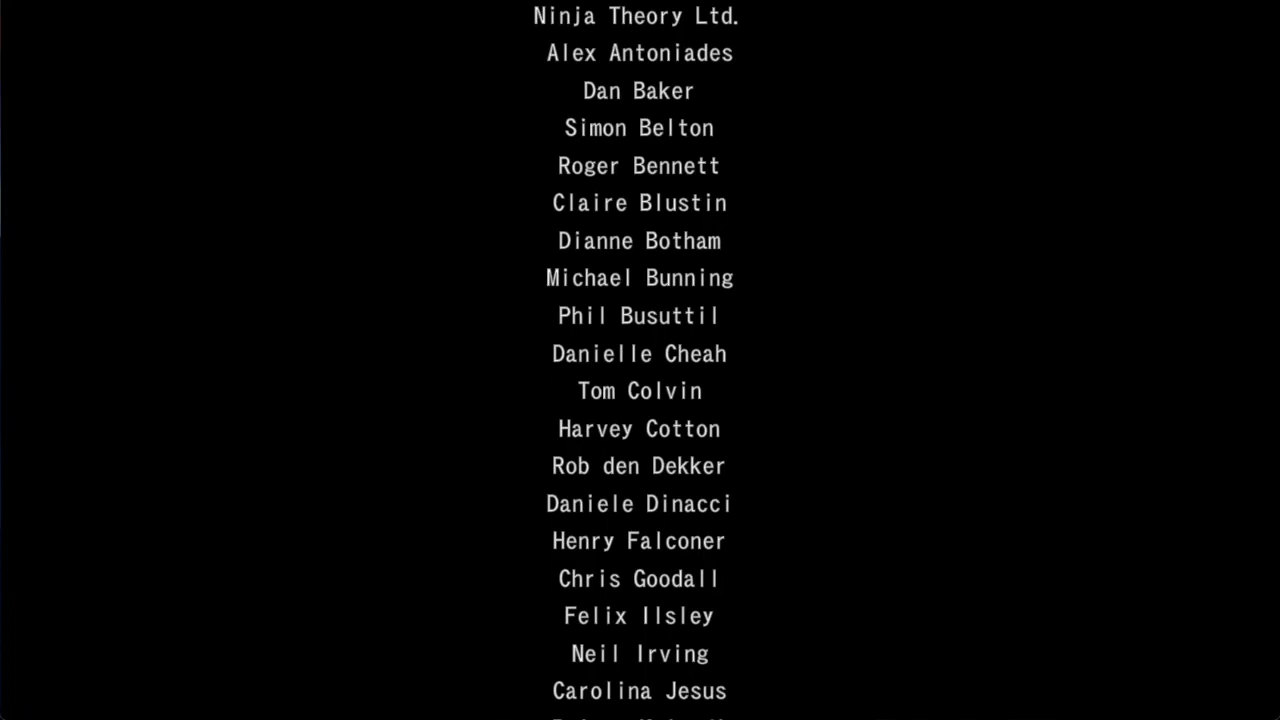 Ninja Theory Ltd.
Alex Antoniades
Dan Baker
Simon Belton
Roger Bennett
Claire Blustin
Dianne Botham
Michael Bunning
Phil Busuttil
Danielle Cheah
Tom Colvin
Harvey Cotton
Rob den Dekker
Daniele Dinacci
Henry Falconer
Chris Goodall
Felix Ilsley
Neil Irving
Carolina Jesus